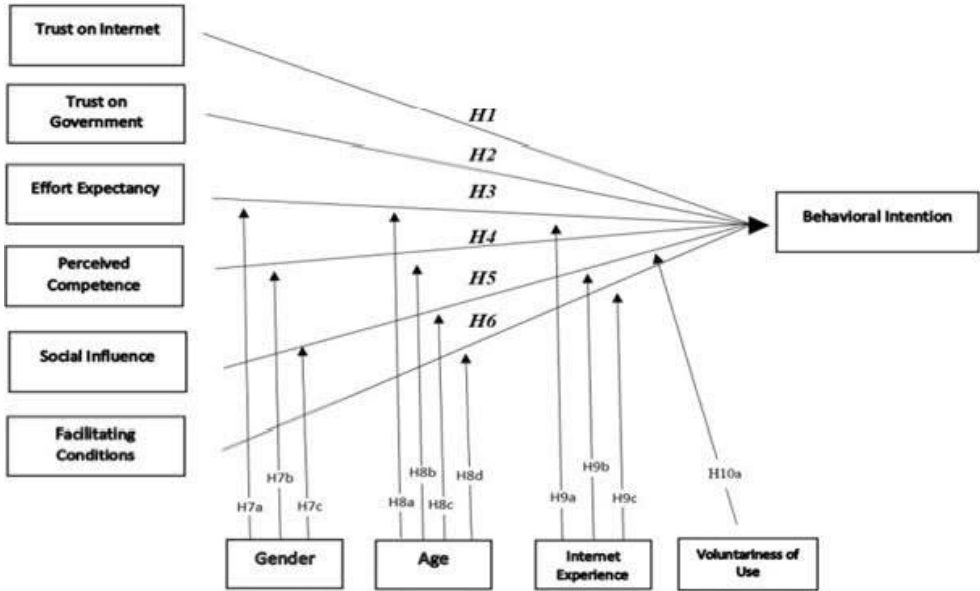 Trust on Internet
Trust on
Government
Effort Expectancy
Perceived
Competence
Social Influence
Facilitating
Conditions
H1
H2
H3
H4
H5
H6
Behavioral Intention
H7a
H7b
H7c
H8a
H8b
H8c
H8d
H9a
H9b
H9c
H10a
Gender
Age
Internet
Experience
Voluntariness of
Use